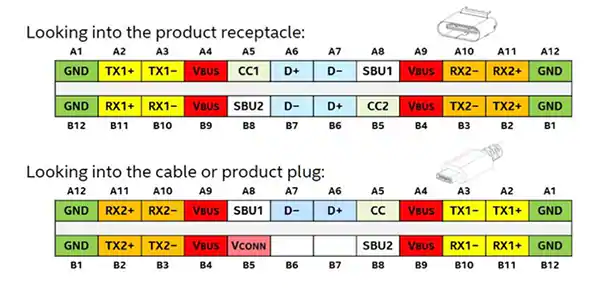 Looking into the product receptacle:
A1 A2 A3 A4 A5 A6 A7 A8 A9 A10 A11 A12
GND TX1+ TX1− VBUS CC1 D+ D− SBU1 VBUS RX2− RX2+ GND
GND RX1+ RX1− VBUS SBU2 D− D+ CC2 VBUS TX2− TX2+ GND
B12 B11 B10 B9 B8 B7 B6 B5 B4 B3 B2 B1
Looking into the cable or product plug:
A12 A11 A10 A9 A8 A7 A6 A5 A4 A3 A2 A1
GND RX2+ RX2− VBUS SBU1 D− D+ CC VBUS TX1− TX1+ GND
GND TX2+ TX2− VBUS VCONN SBU2 VBUS RX1− RX1+ GND
B1 B2 B3 B4 B5 B6 B7 B8 B9 B10 B11 B12